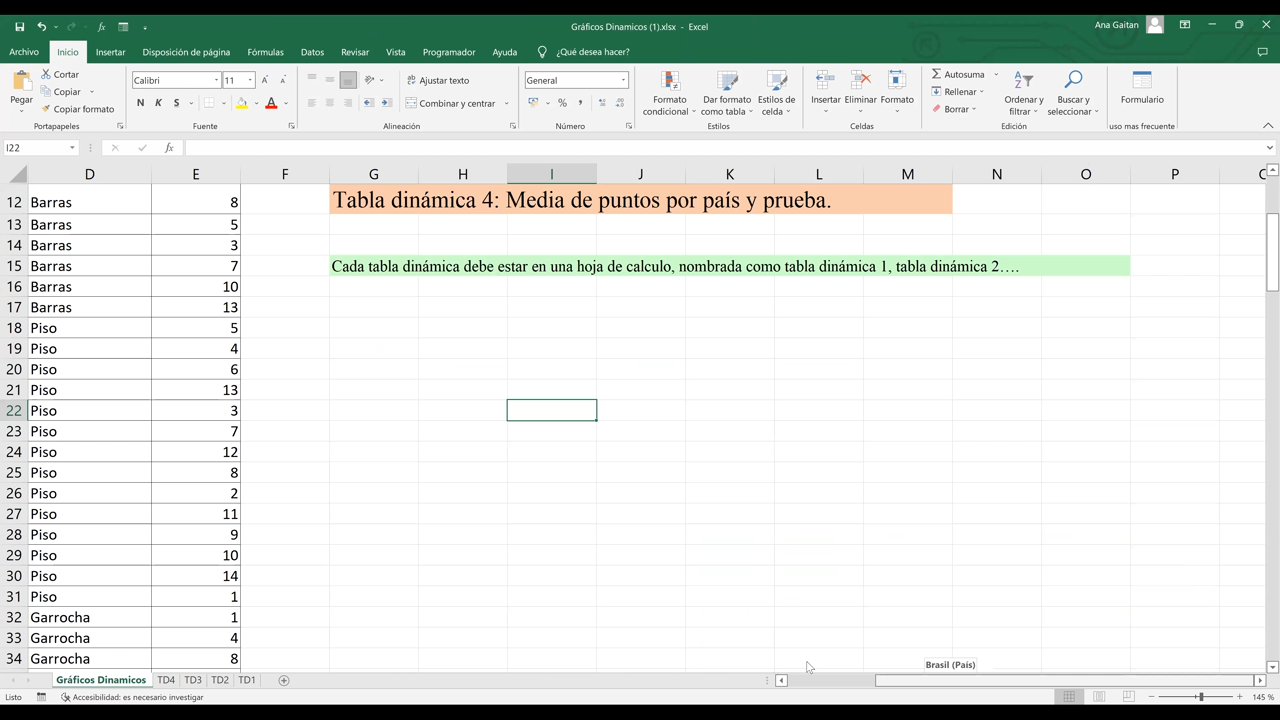 Gráficos Dinamicos (1).xlsx - Excel
Ana Gaitan
Archivo Inicio Insertar Disposición de página Fórmulas Datos Revisar Vista Programador Ayuda ¿Qué desea hacer?
Pegar
Cortar
Copiar
Copiar formato
Portapapeles
Calibri 11
N K S
Fuente
Ajustar texto
Combinar y centrar
Alineación
General
% 000
Número
Formato condicional
Dar formato como tabla
Estilos de celda
Estilos
Insertar Eliminar Formato
Celdas
Autosuma
Rellenar
Borrar
Ordenar y filtrar
Buscar y seleccionar
Edición
Formulario
uso mas frecuente
I22
fx
D E F G H I J K L M N O P
12 Barras 8 Tabla dinámica 4: Media de puntos por país y prueba.
13 Barras 5
14 Barras 3
15 Barras 7 Cada tabla dinámica debe estar en una hoja de calculo, nombrada como tabla dinámica 1, tabla dinámica 2….
16 Barras 10
17 Barras 13
18 Piso 5
19 Piso 4
20 Piso 6
21 Piso 13
22 Piso 3
23 Piso 7
24 Piso 12
25 Piso 8
26 Piso 2
27 Piso 11
28 Piso 9
29 Piso 10
30 Piso 14
31 Piso 1
32 Garrocha 1
33 Garrocha 4
34 Garrocha 8
Brasil (País)
Gráficos Dinamicos TD4 TD3 TD2 TD1
Listo Accesibilidad: es necesario investigar 145 %